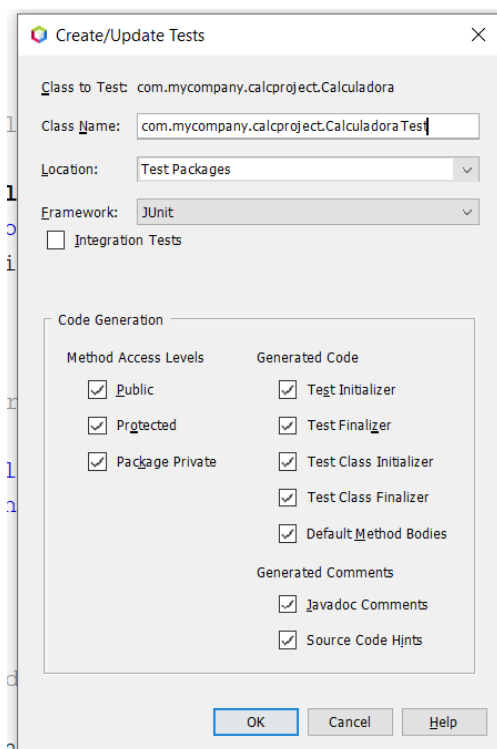 Create/Update Tests
Class to Test: com.mycompany.calcproject.Calculadora
Class Name: com.mycompany.calcproject.CalculadoraTest
Location: Test Packages
Framework: JUnit
Integration Tests
Code Generation
Method Access Levels
Public
Protected
Package Private
Generated Code
Test Initializer
Test Finalizer
Test Class Initializer
Test Class Finalizer
Default Method Bodies
Generated Comments
Javadoc Comments
Source Code Hints
OK Cancel Help